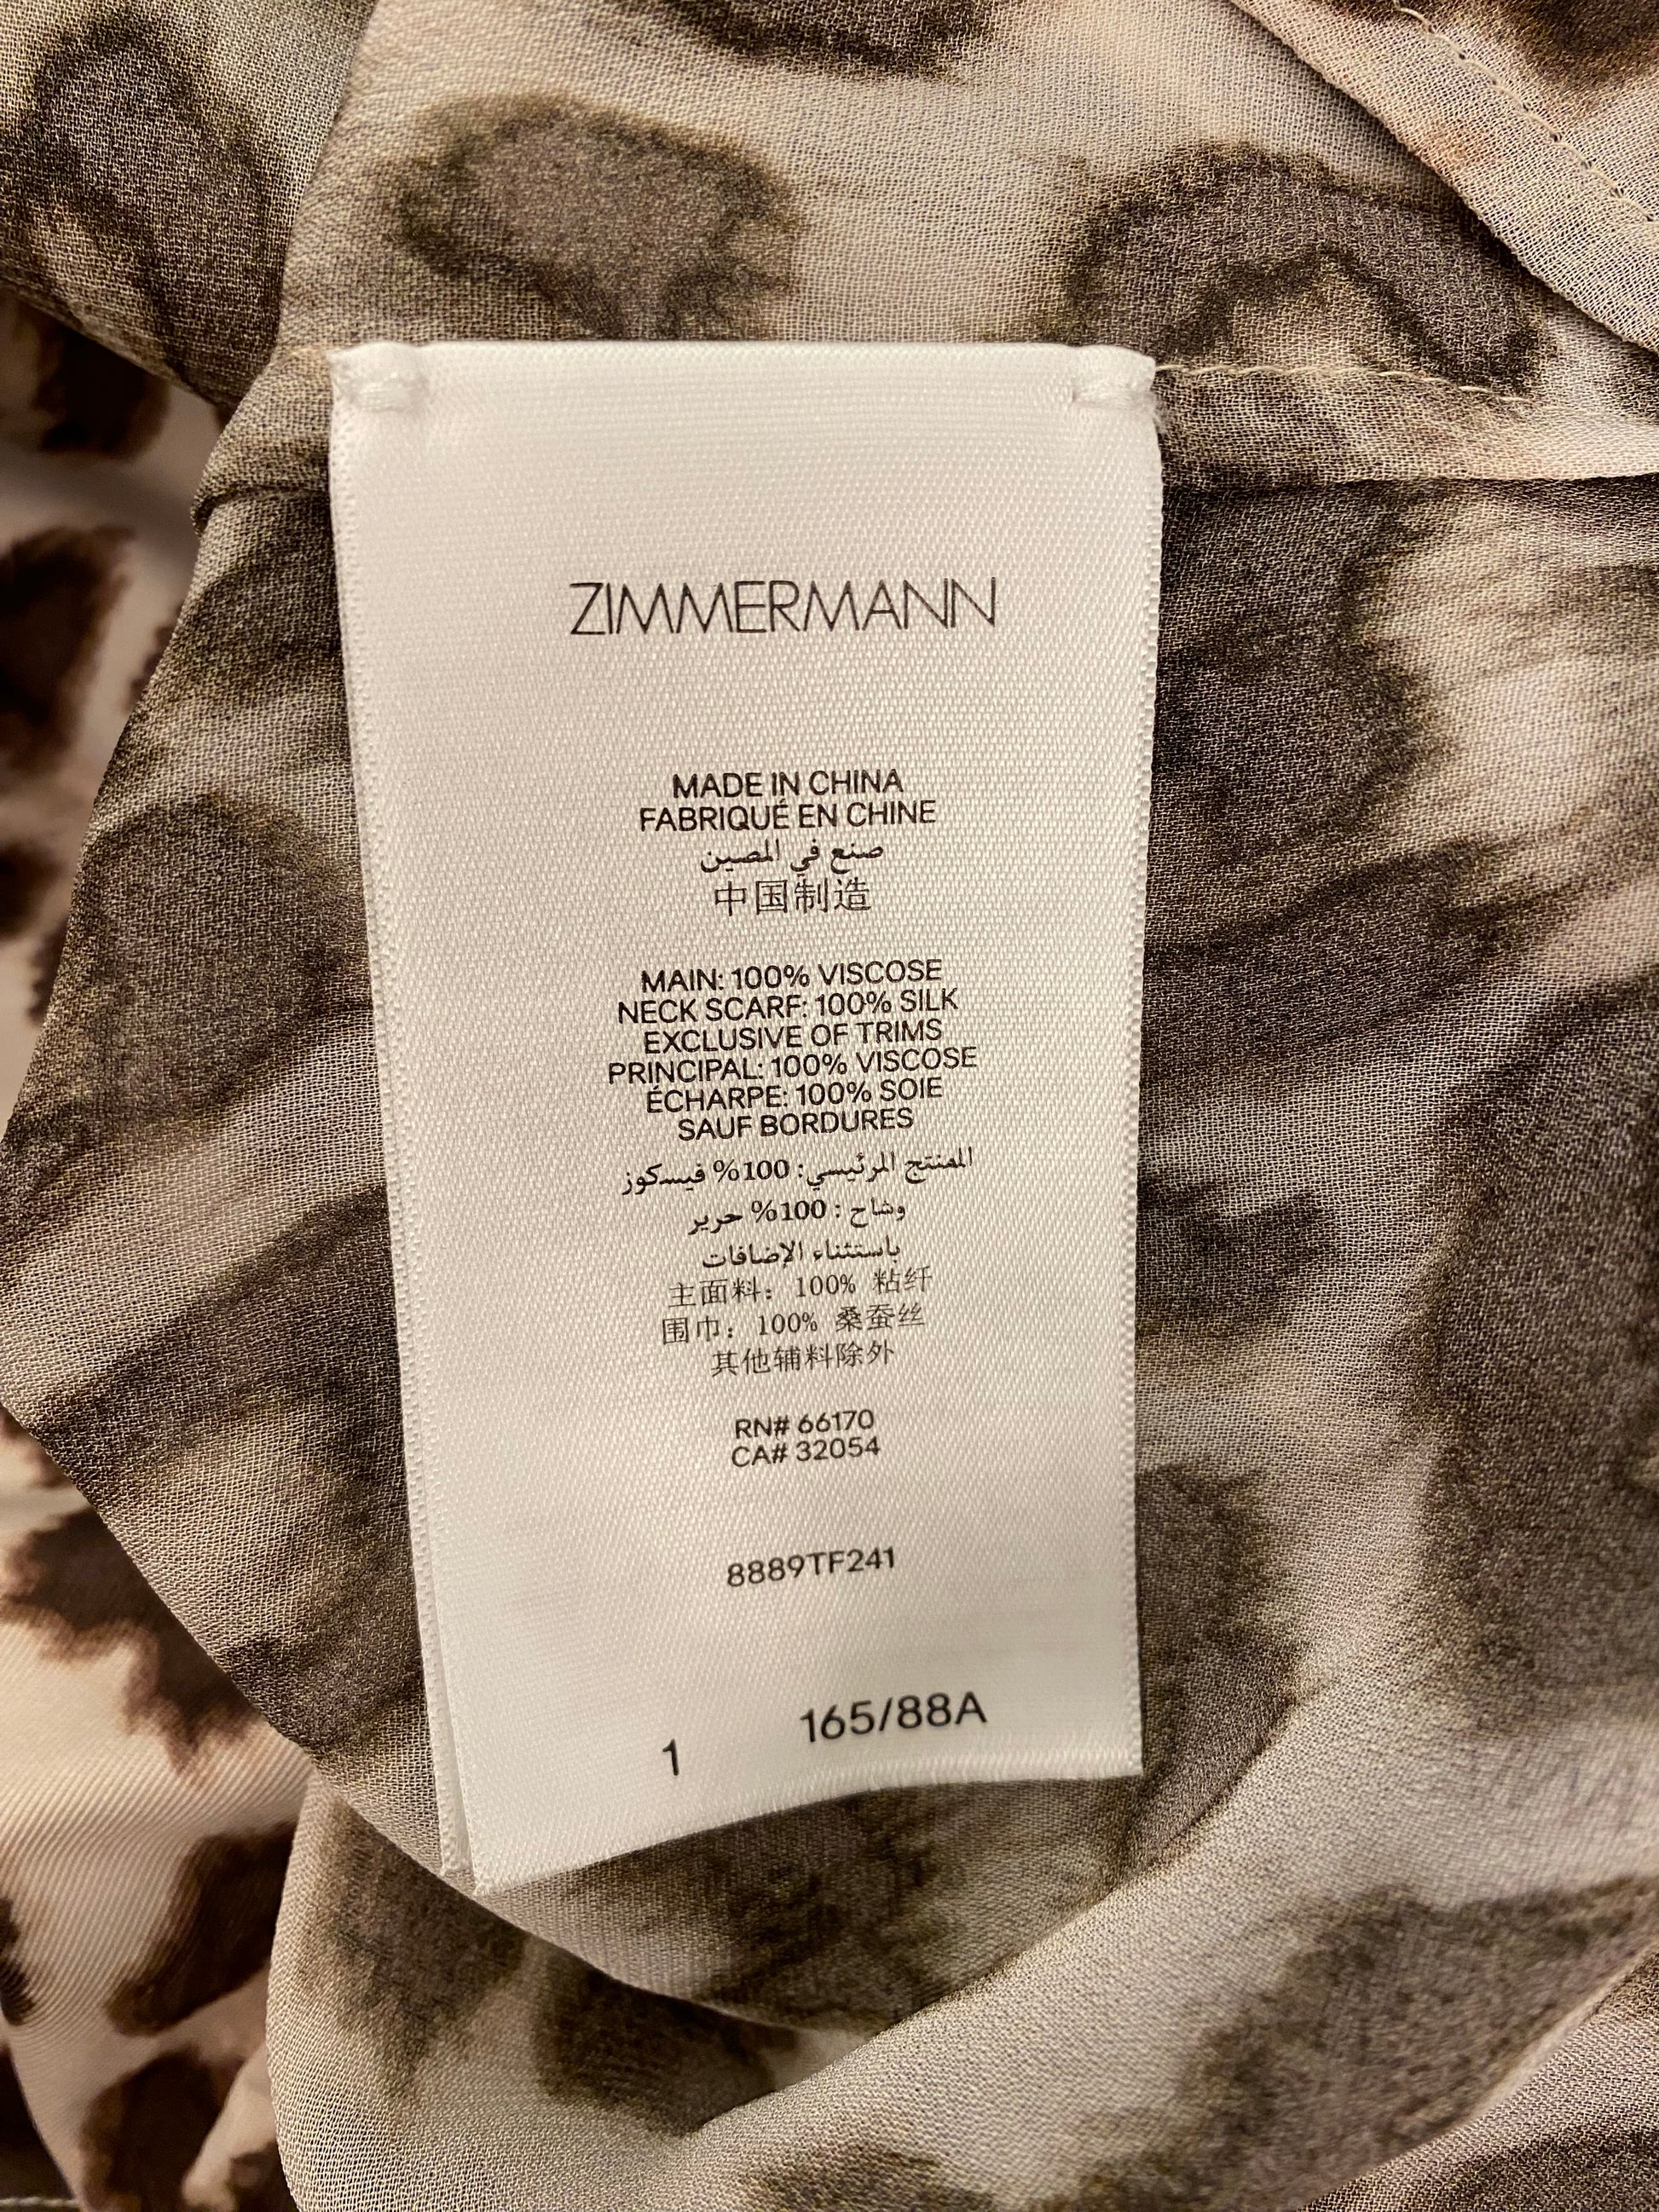 ZIMMERMANN
MADE IN CHINA
FABRIQUÉ EN CHINE
صنع في الصين
中国制造
MAIN: 100% VISCOSE
NECK SCARF: 100% SILK
EXCLUSIVE OF TRIMS
PRINCIPAL: 100% VISCOSE
ÉCHARPE: 100% SOIE
SAUF BORDURES
المنتج الرئيسي: 100% فيسكوز
وشاح : 100% حرير
باستثناء الإضافات
主面料：100% 粘纤
围巾：100% 桑蚕丝
其他辅料除外
RN# 66170
CA# 32054
8889TF241
1 165/88A